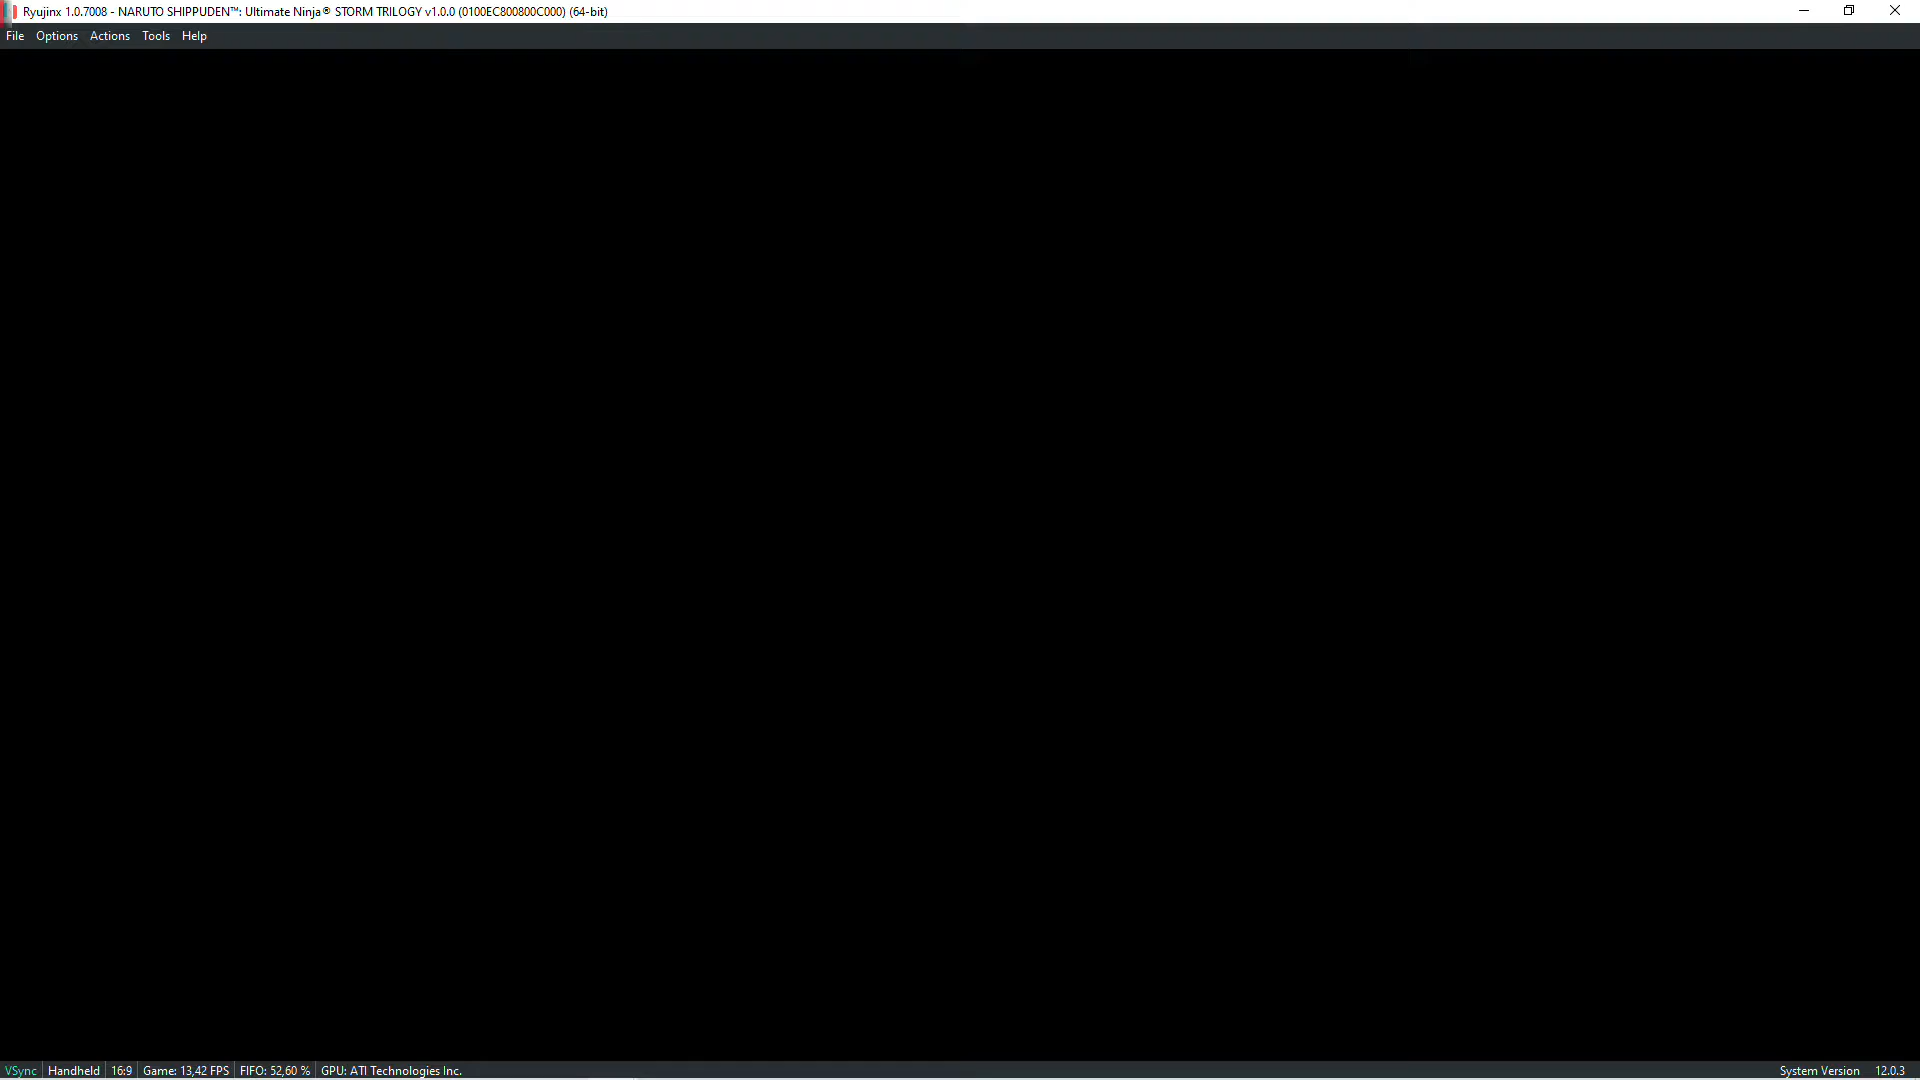 Ryujinx 1.0.7008 - NARUTO SHIPPUDEN™: Ultimate Ninja® STORM TRILOGY v1.0.0 (0100EC800800C000) (64-bit)
File Options Actions Tools Help
VSync Handheld 16:9 Game: 13,42 FPS FIFO: 52,60 % GPU: ATI Technologies Inc. System Version 12.0.3